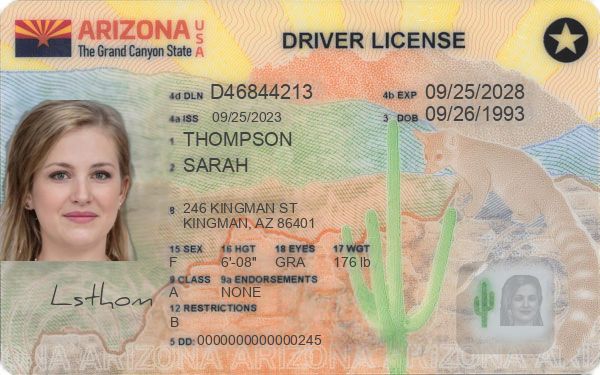 ARIZONA USA
The Grand Canyon State
DRIVER LICENSE
4d DLN D46844213 4b EXP 09/25/2028
4a ISS 09/25/2023 3 DOB 09/26/1993
1 THOMPSON
2 SARAH
8 246 KINGMAN ST
KINGMAN, AZ 86401
15 SEX 16 HGT 18 EYES 17 WGT
F 6'-08" GRA 176 lb
9 CLASS 9a ENDORSEMENTS
A NONE
Lsthom
12 RESTRICTIONS
B
5 DD: 0000000000000245
ARIZONA ARIZONA ARIZONA ARIZONA